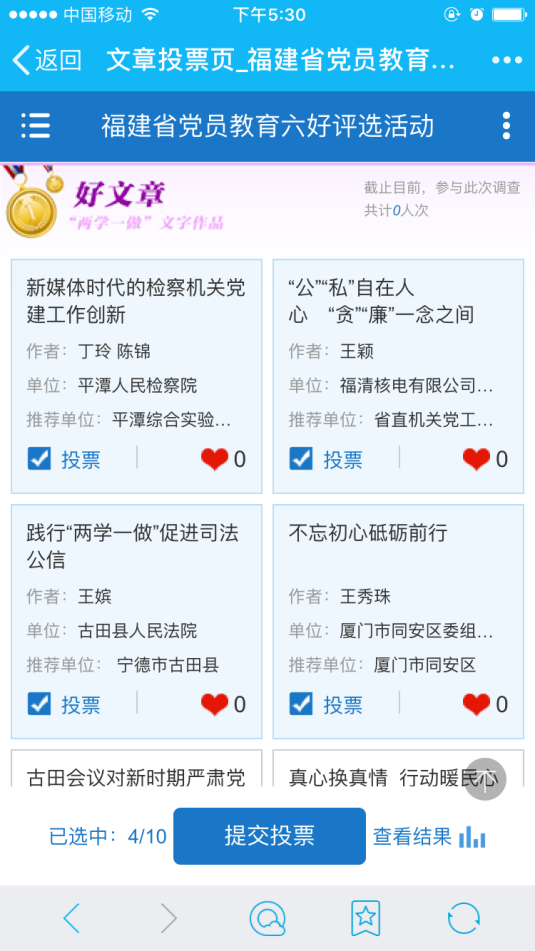 中国移动
下午5:30
返回
文章投票页_福建省党员教育...
福建省党员教育六好评选活动
好文章
“两学一做”文字作品
截止目前，参与此次调查
共计0人次
新媒体时代的检察机关党
建工作创新
作者：丁玲 陈锦
单位：平潭人民检察院
推荐单位：平潭综合实验...
投票
0
“公”“私”自在人
心 “贪”“廉”一念之间
作者：王颖
单位：福清核电有限公司...
推荐单位：省直机关党工...
投票
0
践行“两学一做”促进司法
公信
作者：王嫔
单位：古田县人民法院
推荐单位：宁德市古田县
投票
0
不忘初心砥砺前行
作者：王秀珠
单位：厦门市同安区委组...
推荐单位：厦门市同安区
投票
0
古田会议对新时期严肃党
真心换真情 行动暖民心
已选中：4/10
提交投票
查看结果